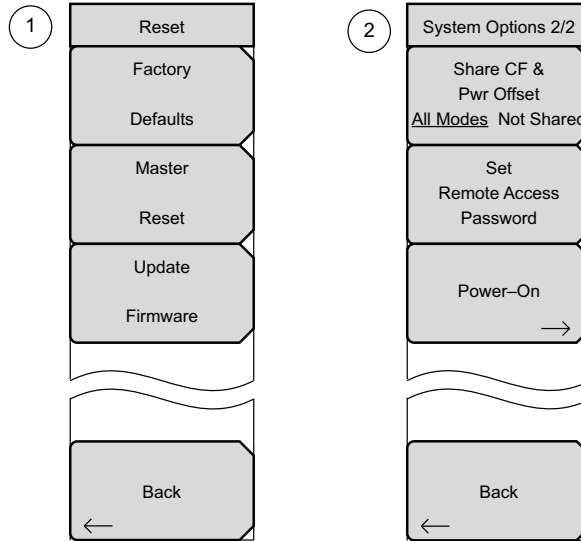 1
Reset
Factory
Defaults
Master
Reset
Update
Firmware
Back
2
System Options 2/2
Share CF &
Pwr Offset
All Modes Not Shared
Set
Remote Access
Password
Power–On
Back